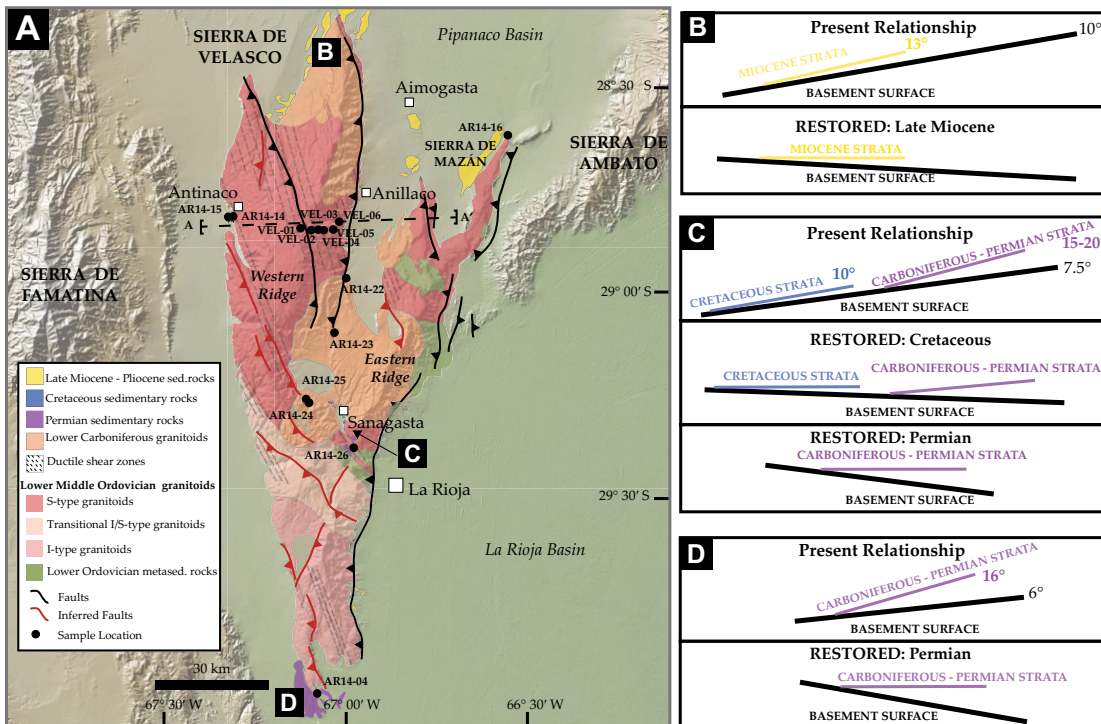 A
SIERRA DE
VELASCO
B
Pipanaco Basin
Aimogasta
28° 30′ S
AR14-16
SIERRA DE
MAZÁN
SIERRA DE
AMBATO
Antinaco
Anillaco
AR14-15
AR14-14
VEL-03
VEL-06
A
A'
VEL-01
VEL-05
VEL-02
VEL-04
SIERRA DE
FAMATINA
Western
Ridge
AR14-22
29° 00′ S
AR14-23
Eastern
Ridge
AR14-25
AR14-24
Sanagasta
AR14-26
C
La Rioja
29° 30′ S
La Rioja Basin
Late Miocene - Pliocene sed.rocks
Cretaceous sedimentary rocks
Permian sedimentary rocks
Lower Carboniferous granitoids
Ductile shear zones
Lower Middle Ordovician granitoids
S-type granitoids
Transitional I/S-type granitoids
I-type granitoids
Lower Ordovician metased. rocks
Faults
Inferred Faults
Sample Location
30 km
D
AR14-04
67° 30′ W
67° 00′ W
66° 30′ W
B
Present Relationship
10°
13°
MIOCENE STRATA
BASEMENT SURFACE
RESTORED: Late Miocene
MIOCENE STRATA
BASEMENT SURFACE
C
Present Relationship
CARBONIFEROUS - PERMIAN STRATA
15-20°
7.5°
10°
CRETACEOUS STRATA
BASEMENT SURFACE
RESTORED: Cretaceous
CARBONIFEROUS - PERMIAN STRATA
CRETACEOUS STRATA
BASEMENT SURFACE
RESTORED: Permian
CARBONIFEROUS - PERMIAN STRATA
BASEMENT SURFACE
D
Present Relationship
CARBONIFEROUS - PERMIAN STRATA
16°
6°
BASEMENT SURFACE
RESTORED: Permian
CARBONIFEROUS - PERMIAN STRATA
BASEMENT SURFACE